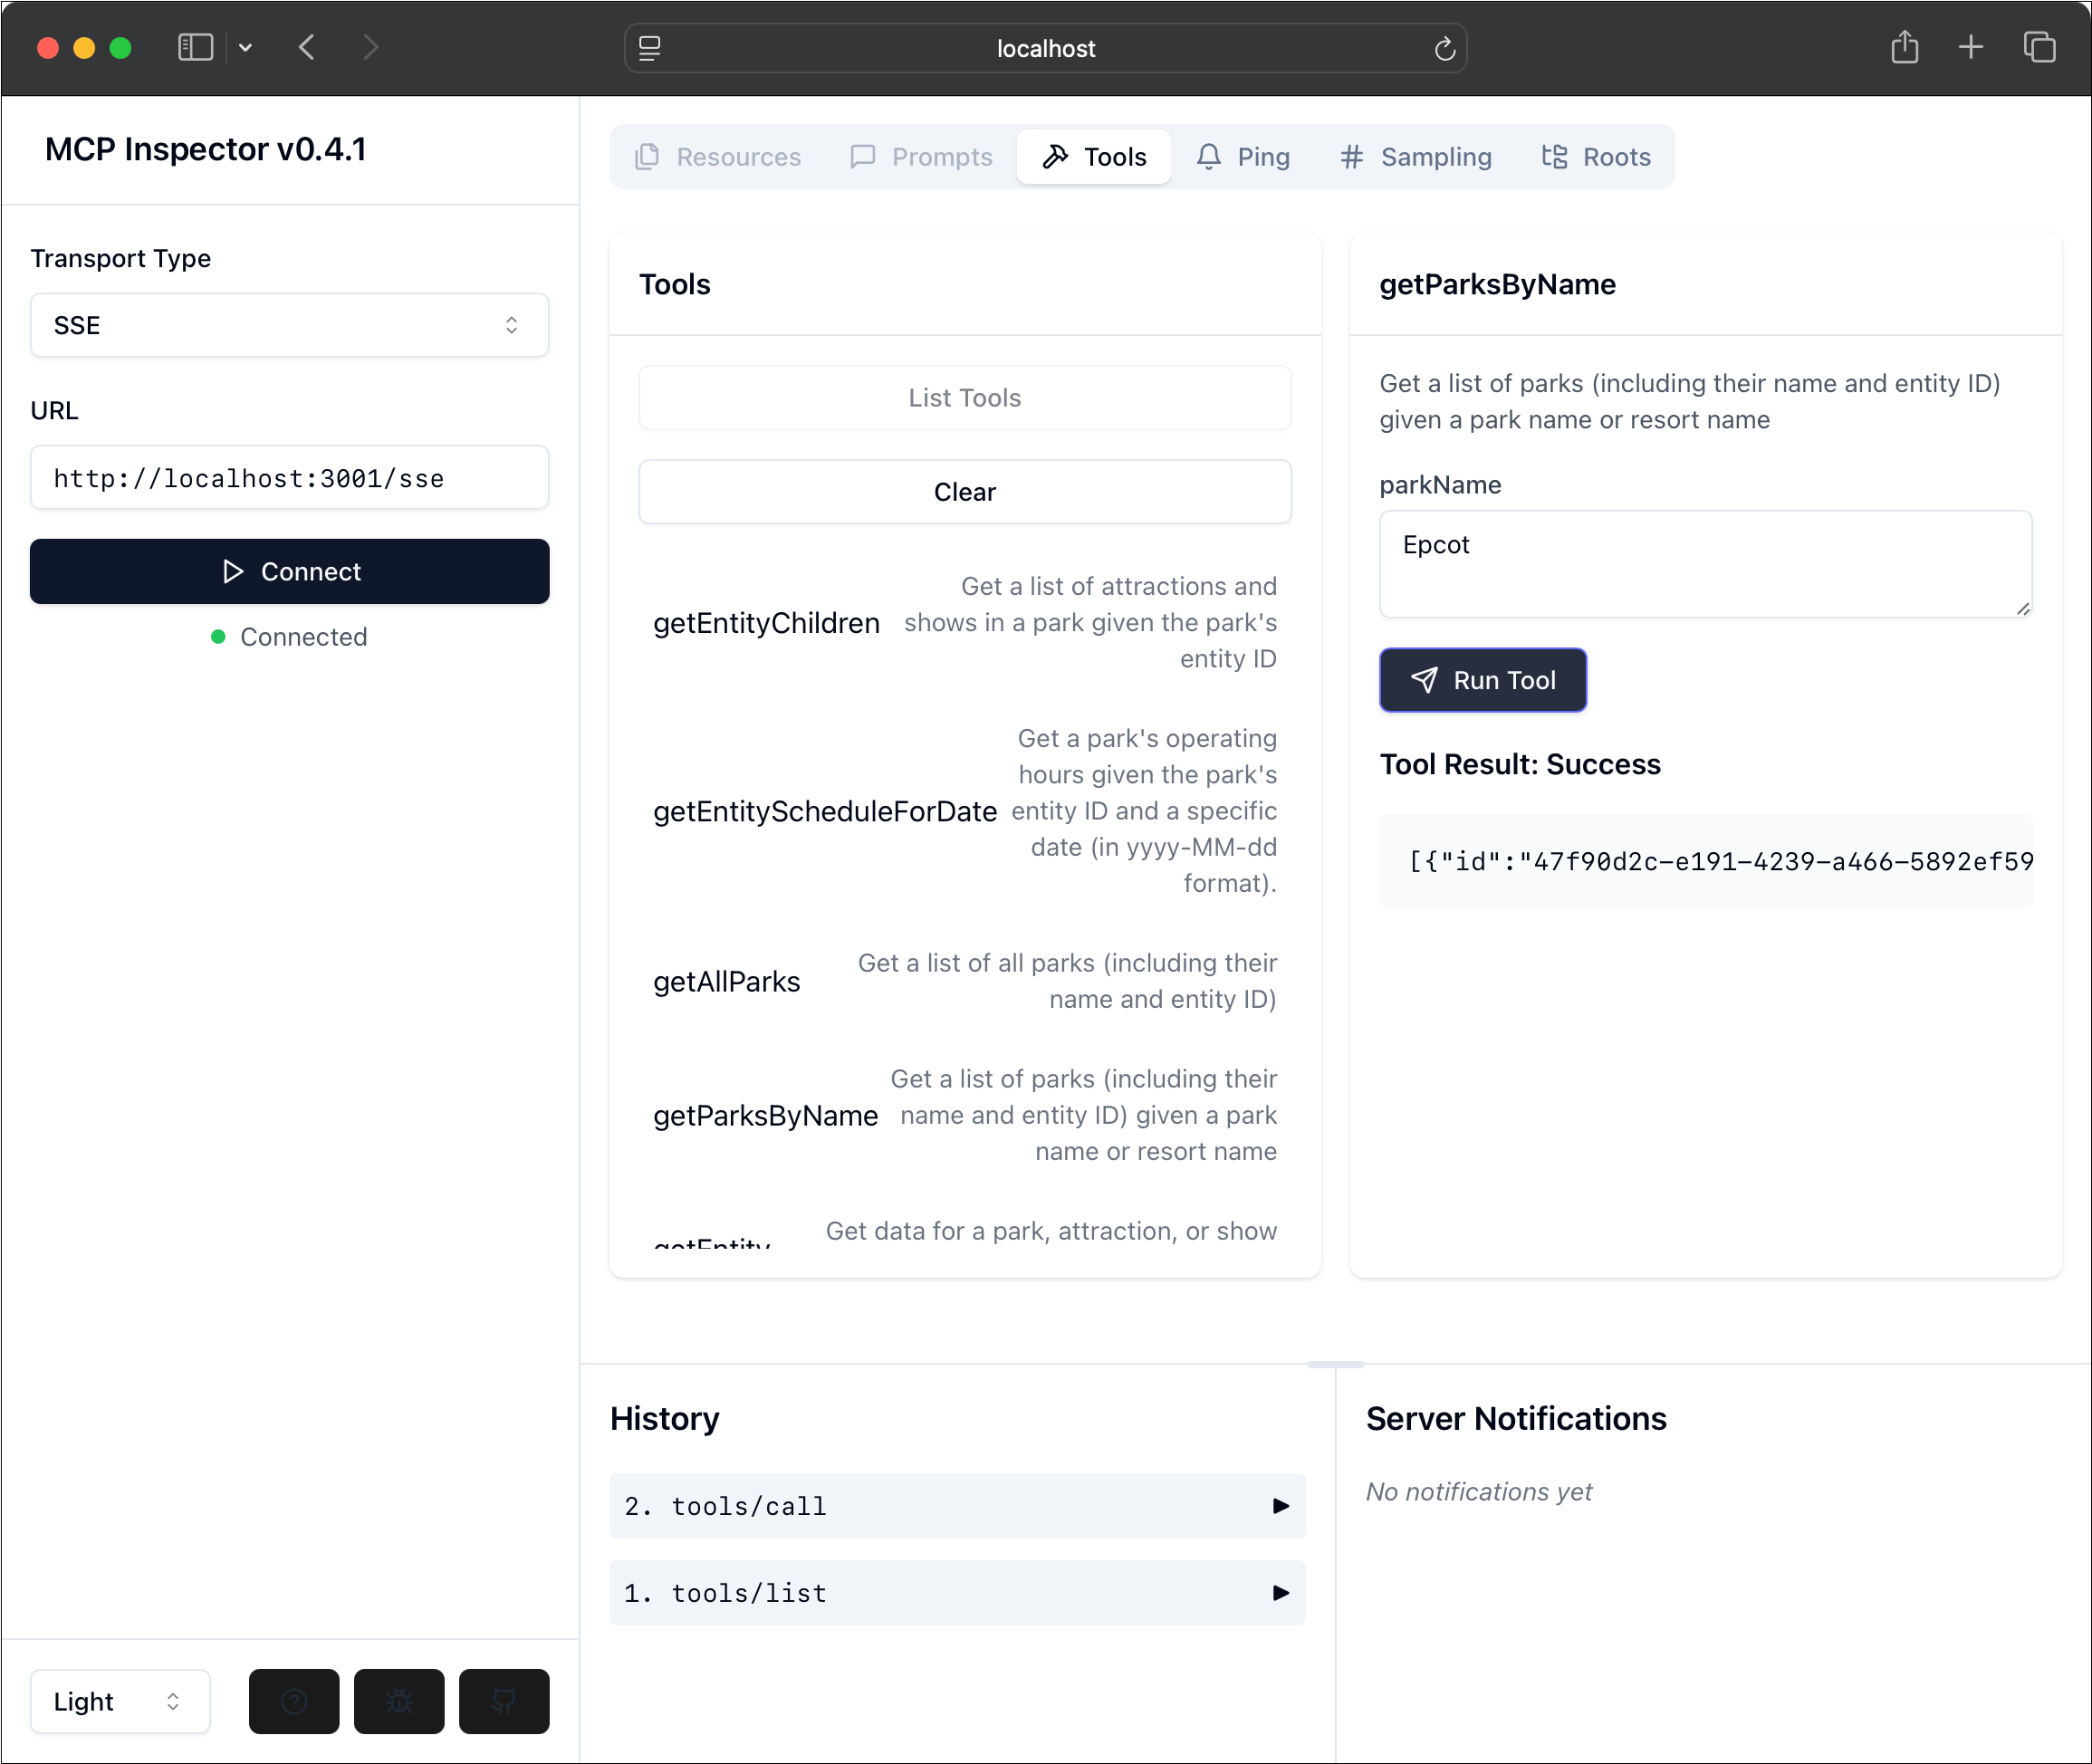 localhost
MCP Inspector v0.4.1
Transport Type
SSE
URL
http://localhost:3001/sse
Connect
Connected
Light
Resources
Prompts
Tools
Ping
Sampling
Roots
Tools
List Tools
Clear
getEntityChildren
Get a list of attractions and
shows in a park given the park's
entity ID
getEntityScheduleForDate
Get a park's operating
hours given the park's
entity ID and a specific
date (in yyyy-MM-dd
format).
getAllParks
Get a list of all parks (including their
name and entity ID)
getParksByName
Get a list of parks (including their
name and entity ID) given a park
name or resort name
getEntity
Get data for a park, attraction, or show
getParksByName
Get a list of parks (including their name and entity ID)
given a park name or resort name
parkName
Epcot
Run Tool
Tool Result: Success
[{"id":"47f90d2c-e191-4239-a466-5892ef59
History
2. tools/call
1. tools/list
Server Notifications
No notifications yet